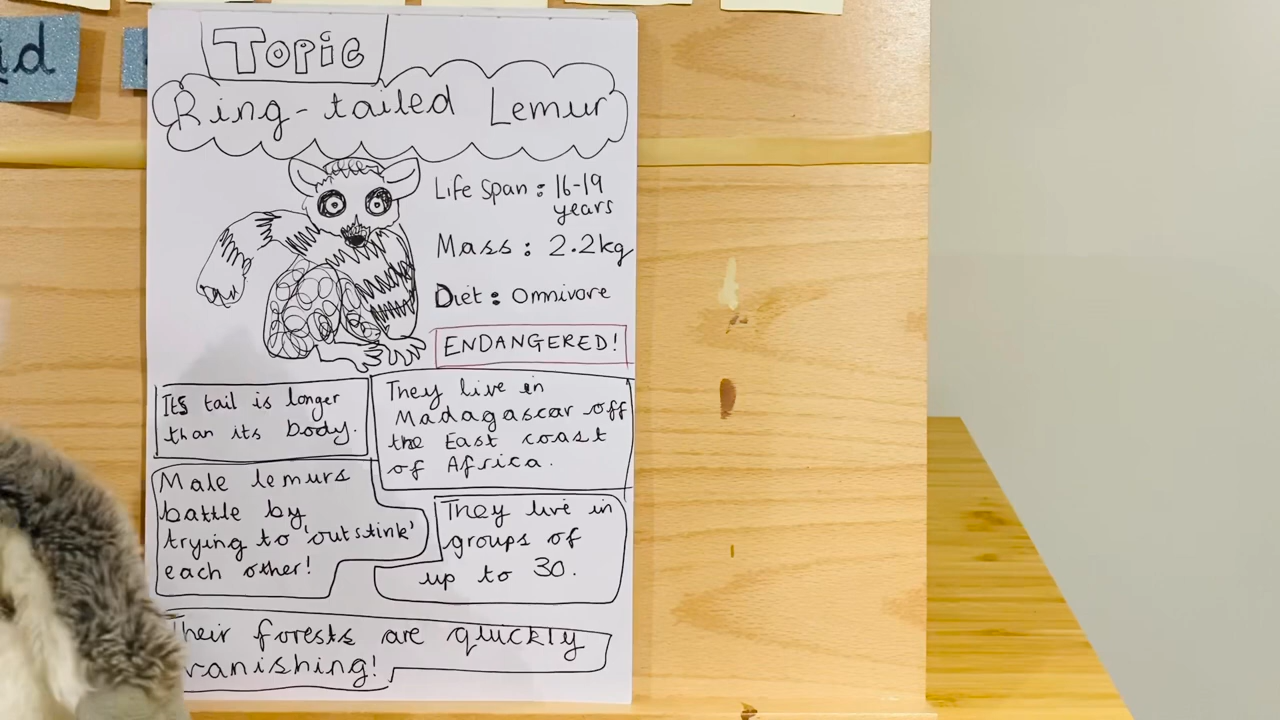 id
Topic
Ring-tailed Lemur
Life Span: 16-19
years
Mass: 2.2kg
Diet: Omnivore
ENDANGERED!
Its tail is longer
than its body.
They live in
Madagascar off
the East coast
of Africa.
Male lemurs
battle by
trying to 'outstink'
each other!
They live in
groups of
up to 30.
Their forests are quickly
vanishing!